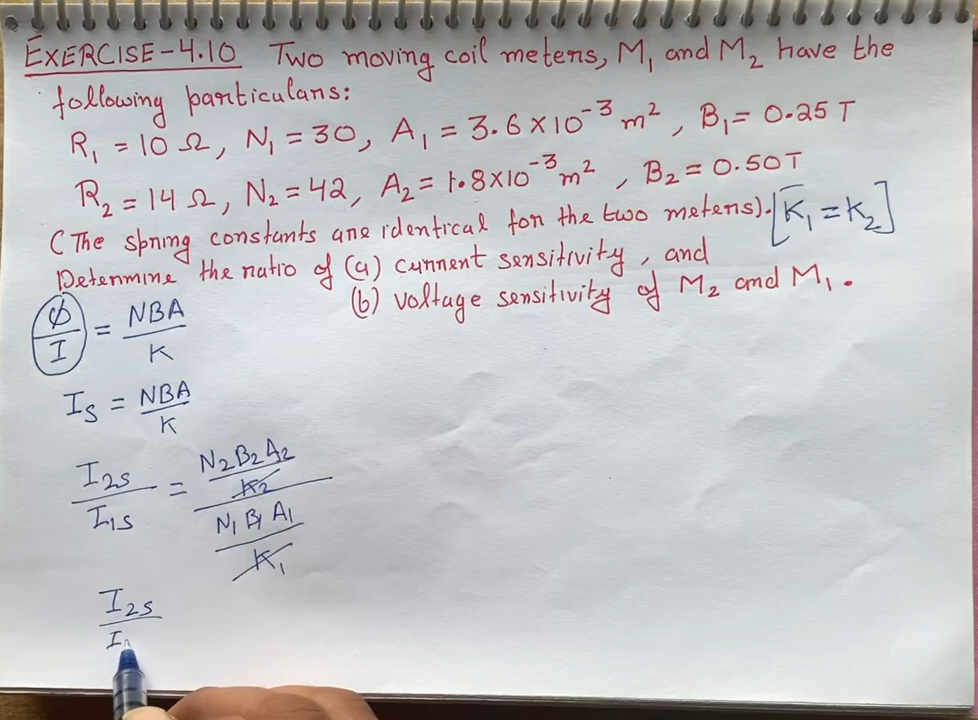 EXERCISE-4.10 Two moving coil meters, M₁ and M₂ have the
following particulars:
R₁ = 10 Ω, N₁ = 30, A₁ = 3.6×10⁻³ m², B₁ = 0.25 T
R₂ = 14 Ω, N₂ = 42, A₂ = 1.8×10⁻³ m², B₂ = 0.50 T
(The spring constants are identical for the two meters). [K₁ = K₂]
Determine the ratio of (a) current sensitivity, and
(b) voltage sensitivity of M₂ and M₁.
ϕ/I = NBA/K
I_S = NBA/K
I₂S/I₁S = (N₂B₂A₂/K₂)/(N₁B₁A₁/K₁)
I₂S/I